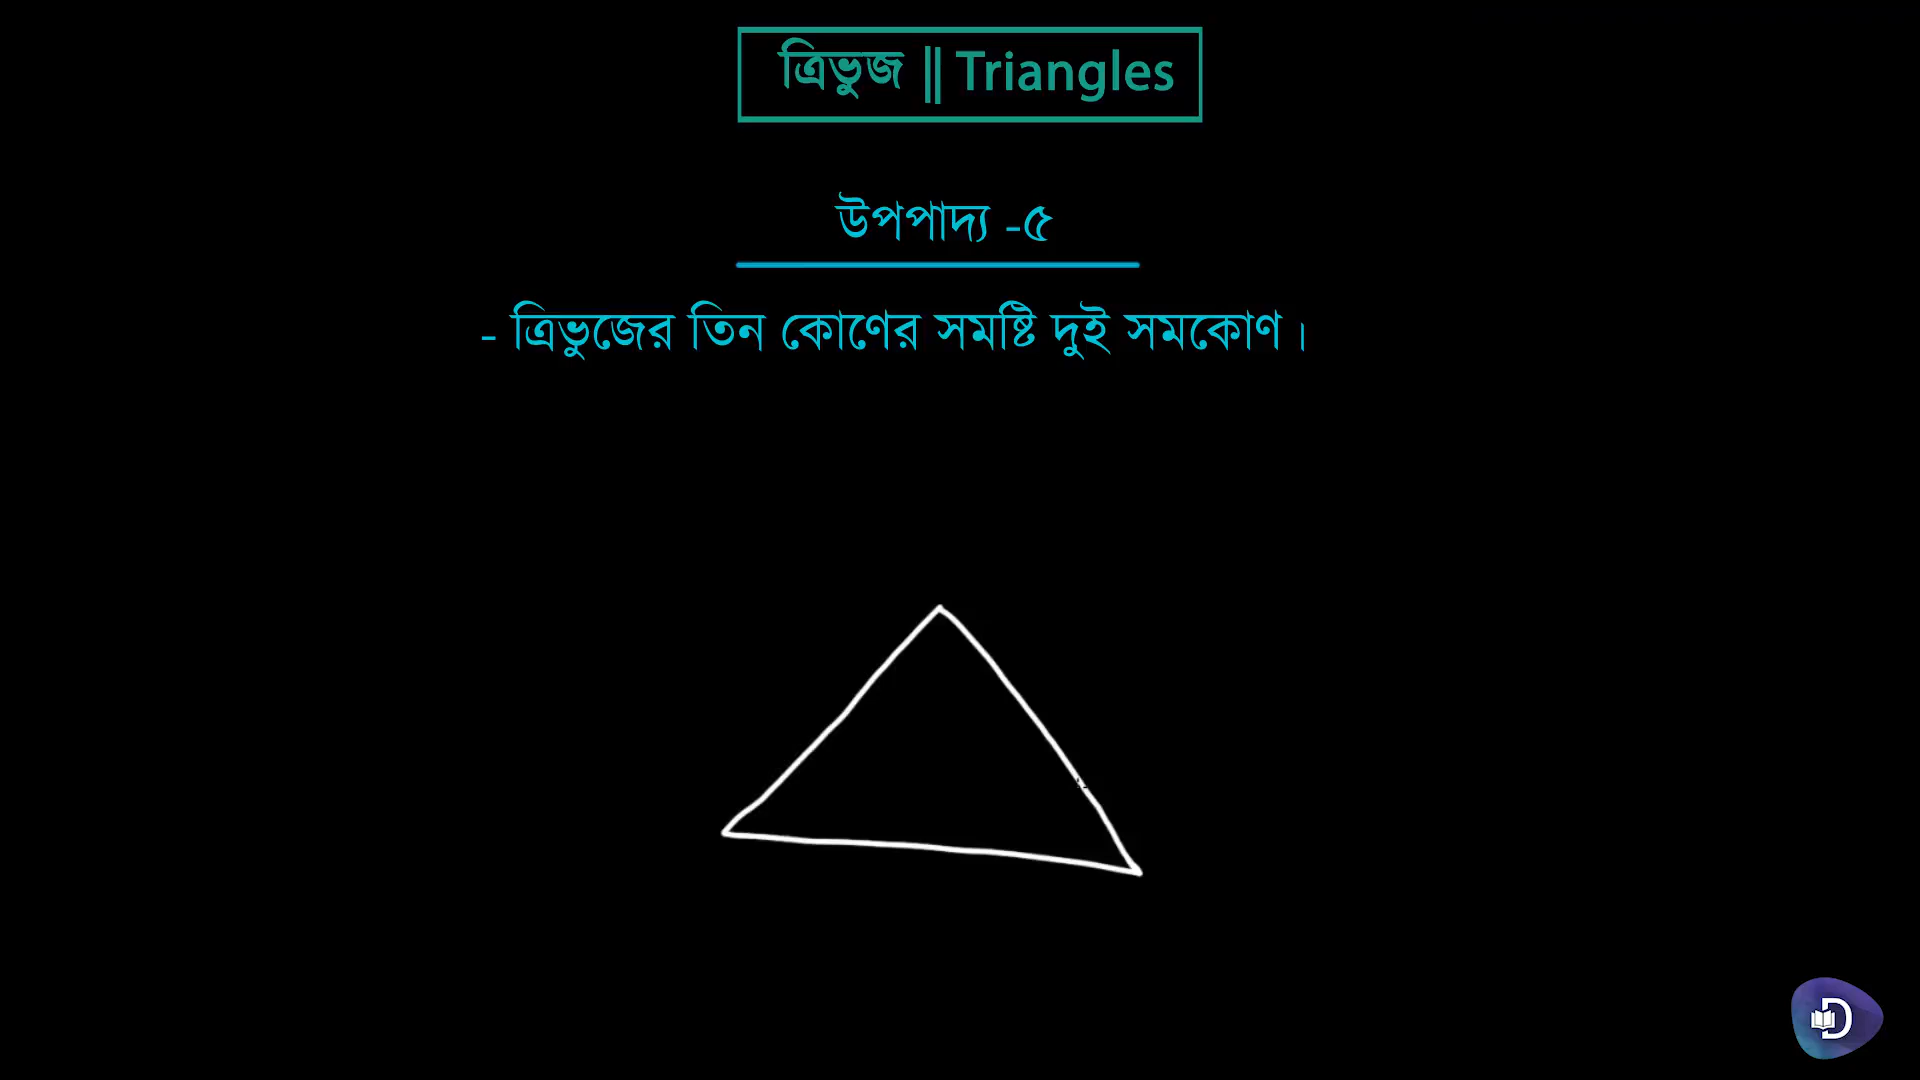 ত্রিভুজ || Triangles
উপপাদ্য -৫
- ত্রিভুজের তিন কোণের সমষ্টি দুই সমকোণ।
D